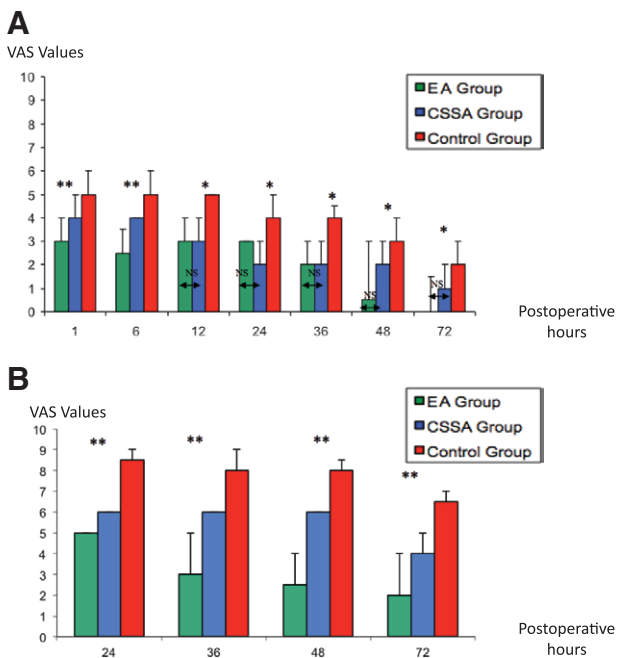 A
VAS Values
10
9
8
7
6
5
4
3
2
1
0
EA Group
CSSA Group
Control Group
** ** * * * * *
NS NS NS NS NS
1 6 12 24 36 48 72
Postoperative
hours
B
VAS Values
10
9
8
7
6
5
4
3
2
1
0
EA Group
CSSA Group
Control Group
** ** ** **
24 36 48 72
Postoperative
hours